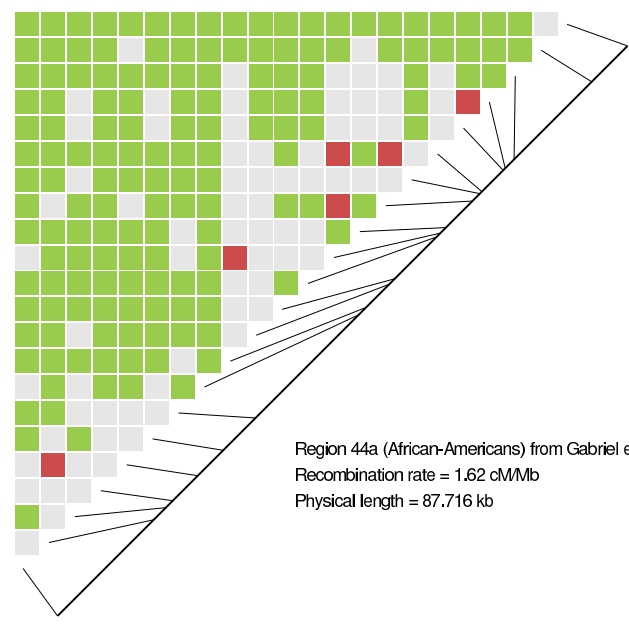 Region 44a (African-Americans) from Gabriel e
Recombination rate = 1.62 cM/Mb
Physical length = 87.716 kb